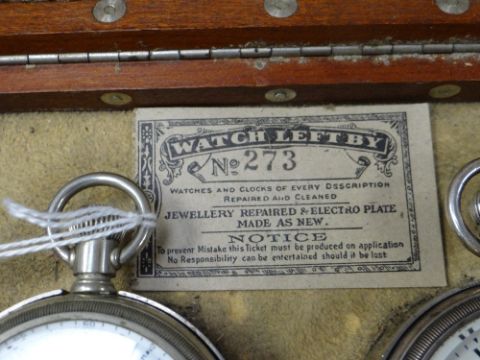 WATCH LEFT BY
No 273
WATCHES AND CLOCKS OF EVERY DISSCRIPTION
REPAIRED AND CLEANED
JEWELLERY REPAIRED & ELECTRO PLATE
MADE AS NEW.
NOTICE
To prevent Mistake this Ticket must be produced on application
No Responsibility can be entertained should it be lost